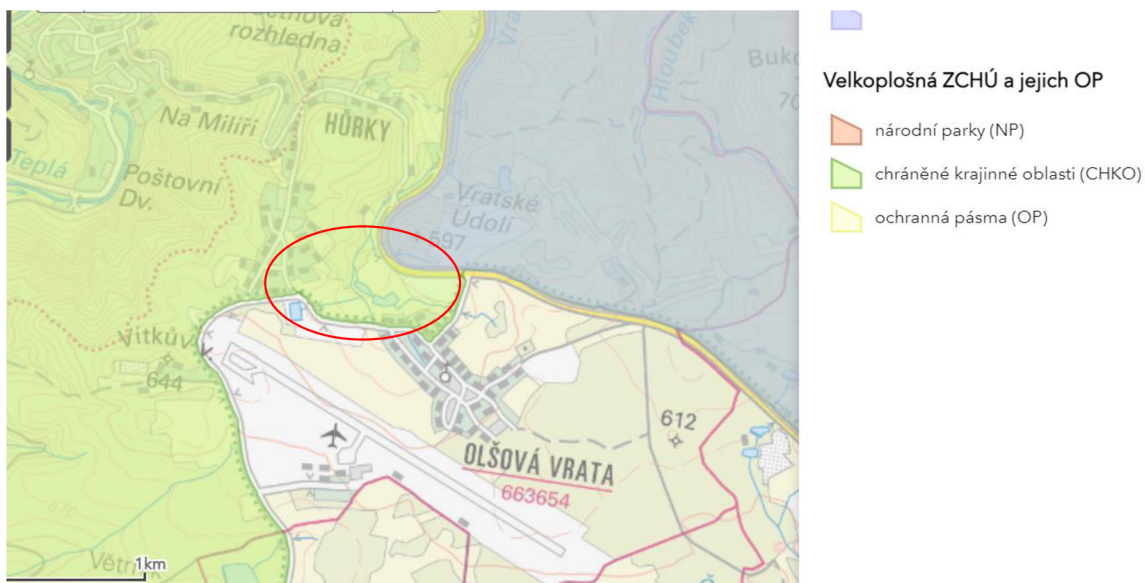 rozhledna
Na Milíři
HŮRKY
Teplá
Poštovní
Dv.
Vratské
Údolí
597
Vítkův v.
644
612
OLŠOVÁ VRATA
663654
570
1km
Velkoplošná ZCHÚ a jejich OP
národní parky (NP)
chráněné krajinné oblasti (CHKO)
ochranná pásma (OP)